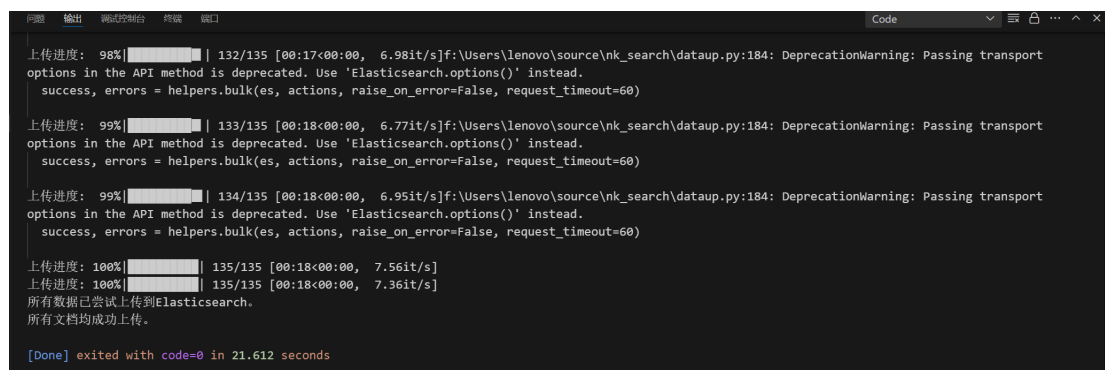 问题 输出 调试控制台 终端 端口 Code
上传进度: 98%|█████████▊| 132/135 [00:17<00:00, 6.98it/s]f:\Users\lenovo\source\nk_search\dataup.py:184: DeprecationWarning: Passing transport
options in the API method is deprecated. Use 'Elasticsearch.options()' instead.
success, errors = helpers.bulk(es, actions, raise_on_error=False, request_timeout=60)
上传进度: 99%|█████████▊| 133/135 [00:18<00:00, 6.77it/s]f:\Users\lenovo\source\nk_search\dataup.py:184: DeprecationWarning: Passing transport
options in the API method is deprecated. Use 'Elasticsearch.options()' instead.
success, errors = helpers.bulk(es, actions, raise_on_error=False, request_timeout=60)
上传进度: 99%|█████████▉| 134/135 [00:18<00:00, 6.95it/s]f:\Users\lenovo\source\nk_search\dataup.py:184: DeprecationWarning: Passing transport
options in the API method is deprecated. Use 'Elasticsearch.options()' instead.
success, errors = helpers.bulk(es, actions, raise_on_error=False, request_timeout=60)
上传进度: 100%|██████████| 135/135 [00:18<00:00, 7.56it/s]
上传进度: 100%|██████████| 135/135 [00:18<00:00, 7.36it/s]
所有数据已尝试上传到Elasticsearch。
所有文档均成功上传。
[Done] exited with code=0 in 21.612 seconds